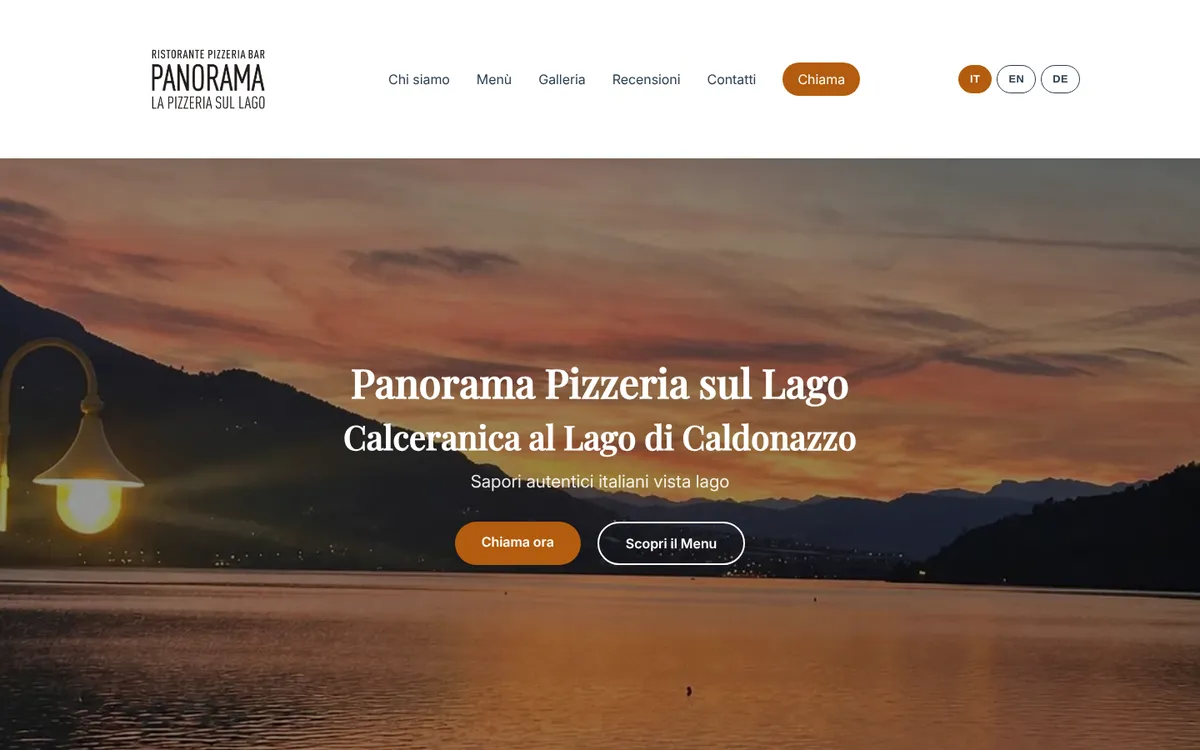 RISTORANTE PIZZERIA BAR
PANORAMA
LA PIZZERIA SUL LAGO
Chi siamo
Menù
Galleria
Recensioni
Contatti
Chiama
IT
EN
DE
Panorama Pizzeria sul Lago
Calceranica al Lago di Caldonazzo
Sapori autentici italiani vista lago
Chiama ora
Scopri il Menu